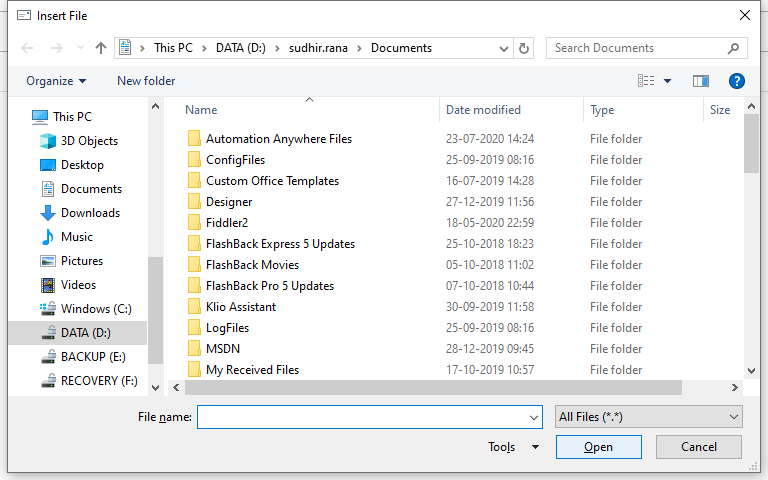 Insert File
This PC > DATA (D:) > sudhir.rana > Documents
Search Documents
Organize
New folder
?
This PC
3D Objects
Desktop
Documents
Downloads
Music
Pictures
Videos
Windows (C:)
DATA (D:)
BACKUP (E:)
RECOVERY (F:)
Name Date modified Type Size
Automation Anywhere Files 23-07-2020 14:24 File folder
ConfigFiles 25-09-2019 08:16 File folder
Custom Office Templates 16-07-2019 14:28 File folder
Designer 27-12-2019 11:56 File folder
Fiddler2 18-05-2020 22:59 File folder
FlashBack Express 5 Updates 25-10-2018 18:23 File folder
FlashBack Movies 05-10-2018 11:02 File folder
FlashBack Pro 5 Updates 07-10-2018 10:44 File folder
Klio Assistant 30-09-2019 11:58 File folder
LogFiles 25-09-2019 08:16 File folder
MSDN 28-12-2019 09:45 File folder
My Received Files 17-10-2019 10:57 File folder
File name:
All Files (*.*)
Tools
Open
Cancel